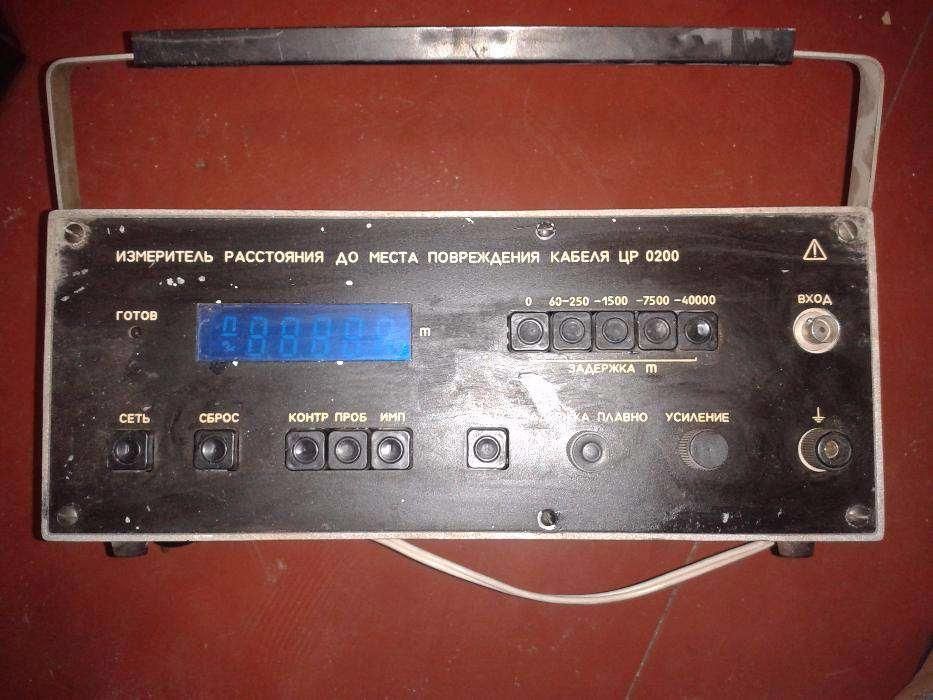 ИЗМЕРИТЕЛЬ РАССТОЯНИЯ ДО МЕСТА ПОВРЕЖДЕНИЯ КАБЕЛЯ ЦР 0200
0 60-250 -1500 -7500 -40000
ВХОД
ГОТОВ
m
ЗАДЕРЖКА m
СЕТЬ
СБРОС
КОНТР ПРОБ ИМП
ПЛАВНО
УСИЛЕНИЕ